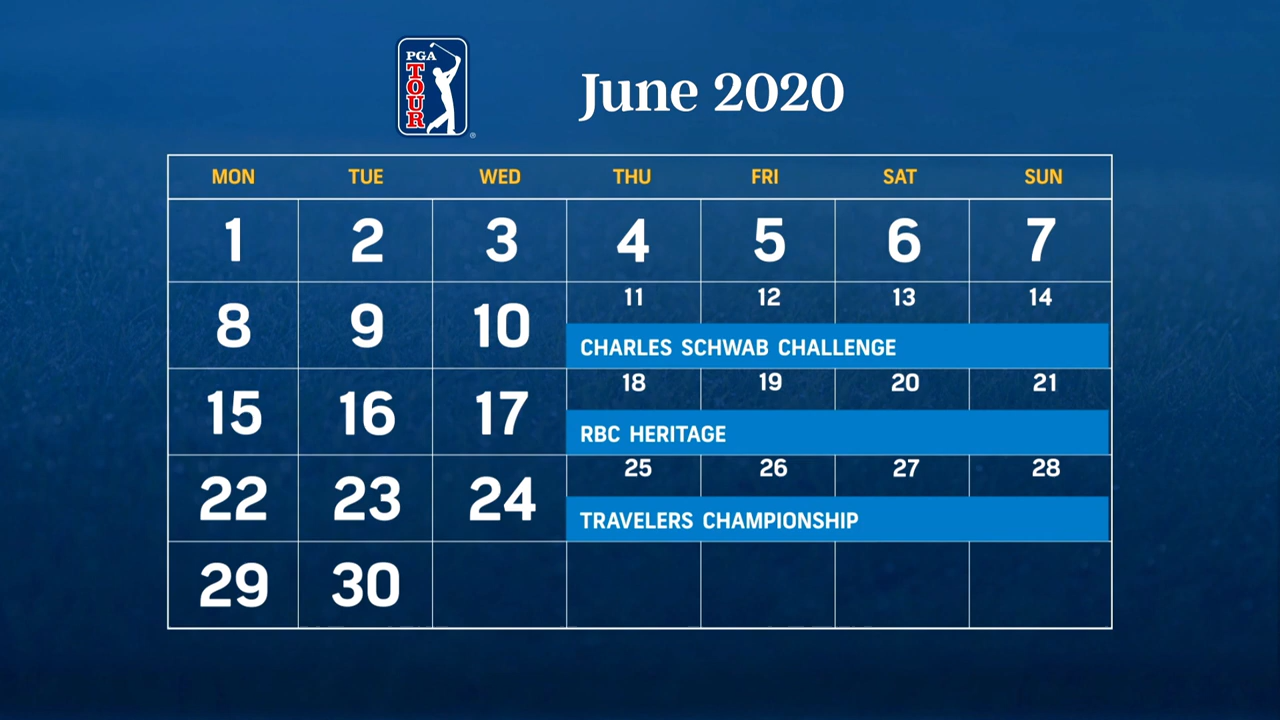 PGA
TOUR
®
June 2020
MON TUE WED THU FRI SAT SUN
1 2 3 4 5 6 7
8 9 10 11 12 13 14
CHARLES SCHWAB CHALLENGE
15 16 17 18 19 20 21
RBC HERITAGE
22 23 24 25 26 27 28
TRAVELERS CHAMPIONSHIP
29 30